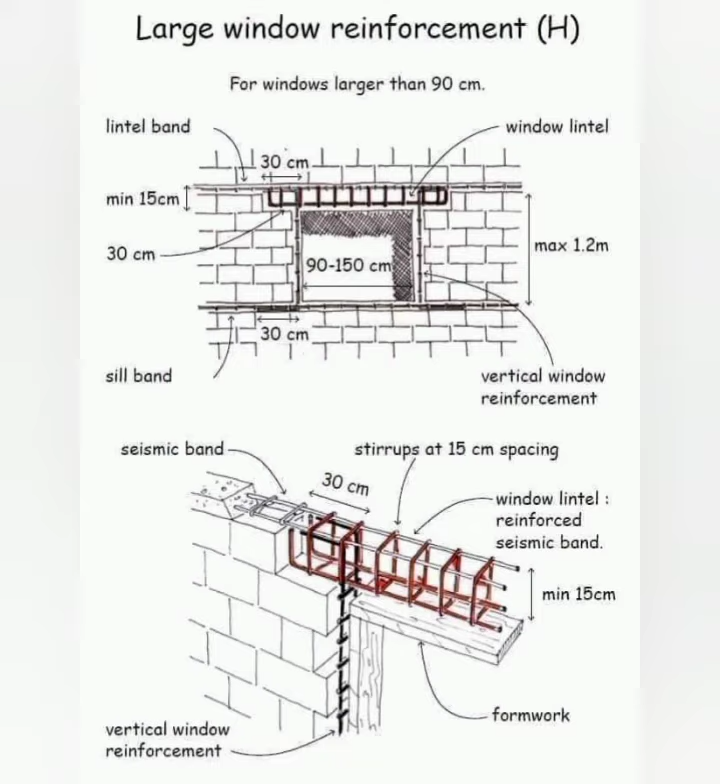 Large window reinforcement (H)
For windows larger than 90 cm.
lintel band
window lintel
30 cm
min 15cm
30 cm
max 1.2m
90-150 cm
30 cm
sill band
vertical window
reinforcement
seismic band
stirrups at 15 cm spacing
30 cm
window lintel :
reinforced
seismic band.
min 15cm
formwork
vertical window
reinforcement